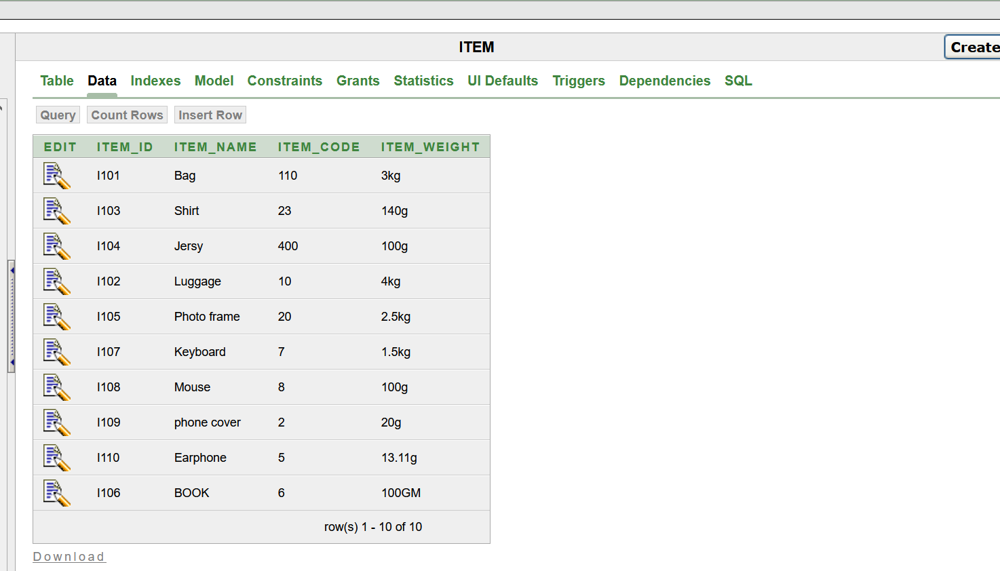 ITEM
Create
Table Data Indexes Model Constraints Grants Statistics UI Defaults Triggers Dependencies SQL
Query Count Rows Insert Row
EDIT ITEM_ID ITEM_NAME ITEM_CODE ITEM_WEIGHT
I101 Bag 110 3kg
I103 Shirt 23 140g
I104 Jersy 400 100g
I102 Luggage 10 4kg
I105 Photo frame 20 2.5kg
I107 Keyboard 7 1.5kg
I108 Mouse 8 100g
I109 phone cover 2 20g
I110 Earphone 5 13.11g
I106 BOOK 6 100GM
row(s) 1 - 10 of 10
Download